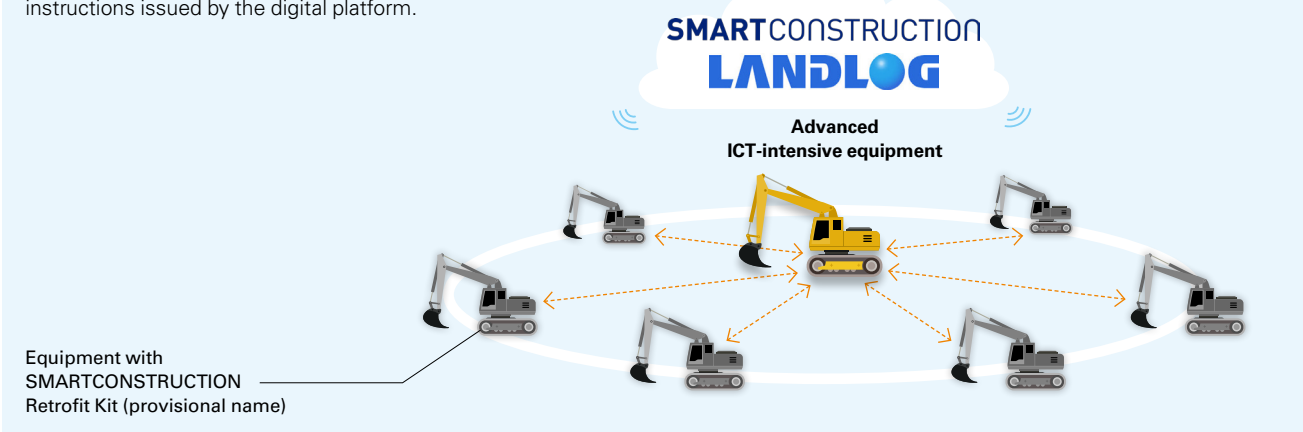 instructions issued by the digital platform.
SMARTCONSTRUCTION
LANDLOG
Advanced
ICT-intensive equipment
Equipment with
SMARTCONSTRUCTION
Retrofit Kit (provisional name)